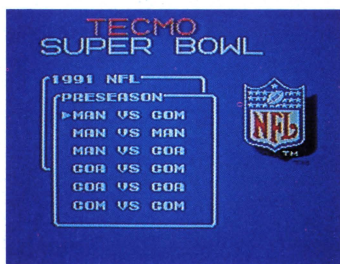 TECMO
SUPER BOWL
1991 NFL
PRESEASON
MAN VS COM
MAN VS MAN
MAN VS COA
COA VS COM
COA VS COA
COM VS COM
NFL
TM